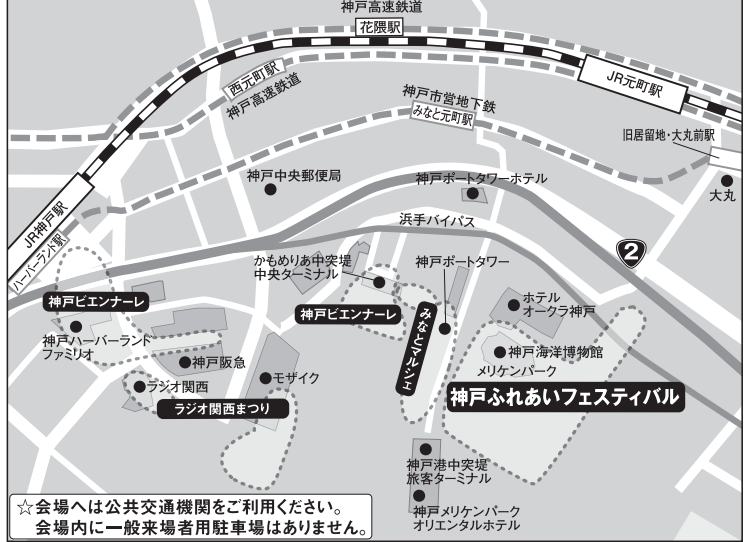 神戸高速鉄道
花隈駅
JR元町駅
西元町駅
神戸高速鉄道
神戸市営地下鉄
みなと元町駅
旧居留地・大丸前駅
大丸
神戸中央郵便局
神戸ポートタワーホテル
JR神戸駅
ハーバーランド駅
浜手バイパス
2
かもめりあ中突堤
中央ターミナル
神戸ポートタワー
神戸ビエンナーレ
神戸ビエンナーレ
みなとマルシェ
ホテル
オークラ神戸
神戸ハーバーランド
ファミリオ
神戸阪急
神戸海洋博物館
メリケンパーク
ラジオ関西
モザイク
ラジオ関西まつり
神戸ふれあいフェスティバル
神戸港中突堤
旅客ターミナル
神戸メリケンパーク
オリエンタルホテル
☆会場へは公共交通機関をご利用ください。
会場内に一般来場者用駐車場はありません。